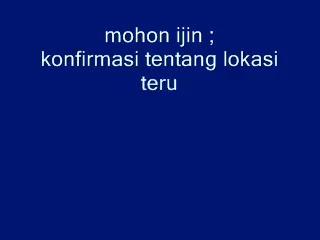 mohon ijin ;
konfirmasi tentang lokasi
teru